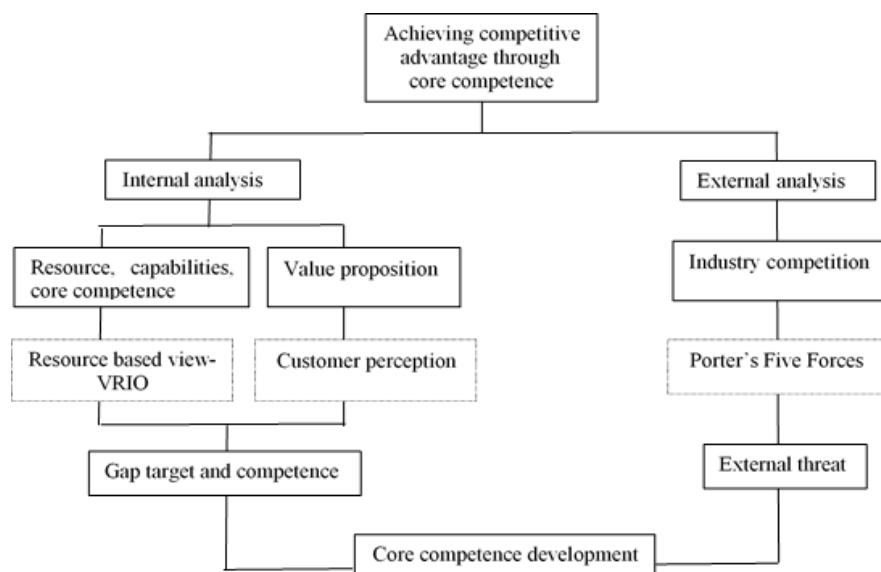 Achieving competitive
advantage through
core competence
Internal analysis
External analysis
Resource, capabilities,
core competence
Value proposition
Industry competition
Resource based view-
VRIO
Customer perception
Porter's Five Forces
Gap target and competence
External threat
Core competence development